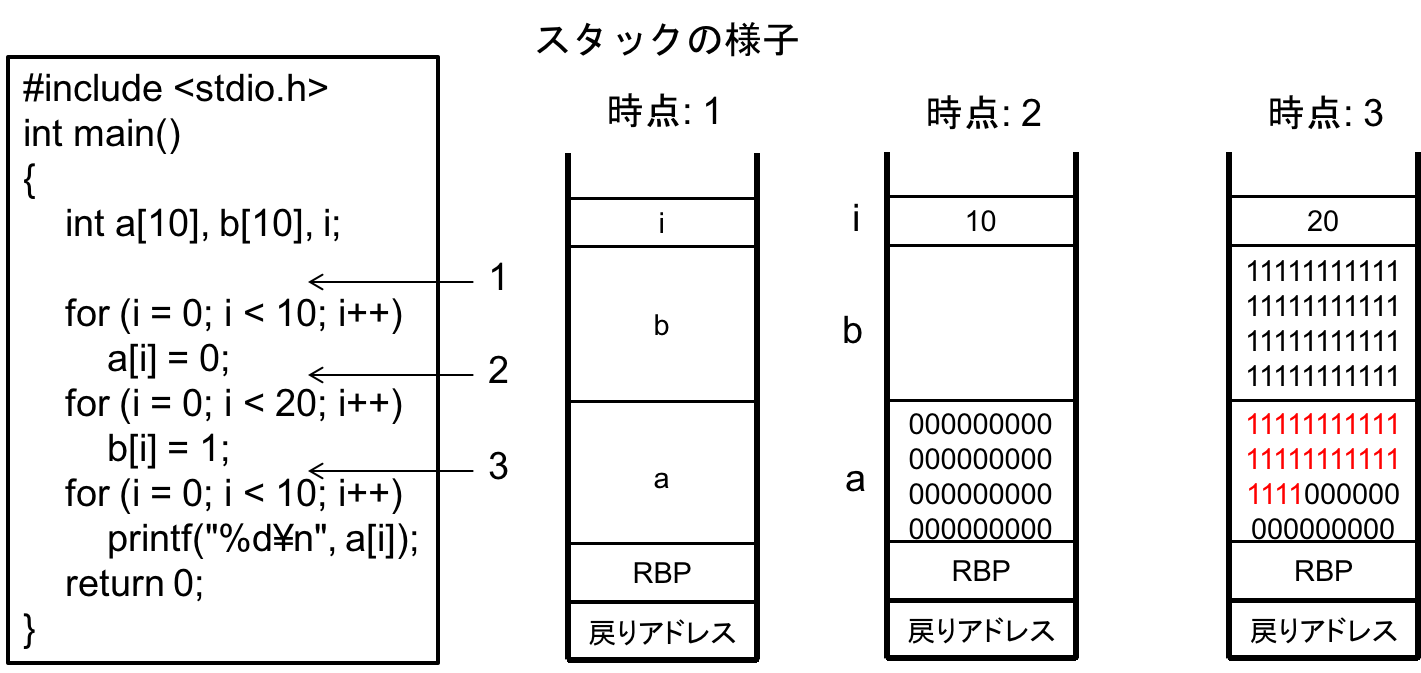 スタックの様子
#include <stdio.h>
int main()
{
int a[10], b[10], i;
for (i = 0; i < 10; i++)
a[i] = 0;
for (i = 0; i < 20; i++)
b[i] = 1;
for (i = 0; i < 10; i++)
printf("%d¥n", a[i]);
return 0;
}
1
2
3
時点: 1
i
b
a
RBP
戻りアドレス
時点: 2
i
10
b
a
000000000
000000000
000000000
000000000
RBP
戻りアドレス
時点: 3
20
11111111111
11111111111
11111111111
11111111111
11111111111
11111111111
1111000000
000000000
RBP
戻りアドレス